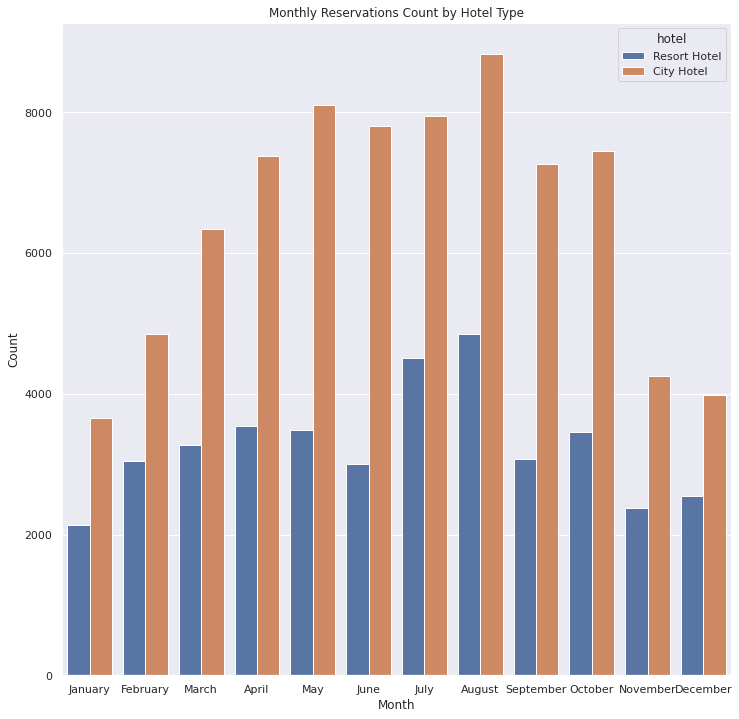 Monthly Reservations Count by Hotel Type
hotel
Resort Hotel
City Hotel
8000
6000
4000
2000
0
Count
January February March April May June July August September October November December
Month